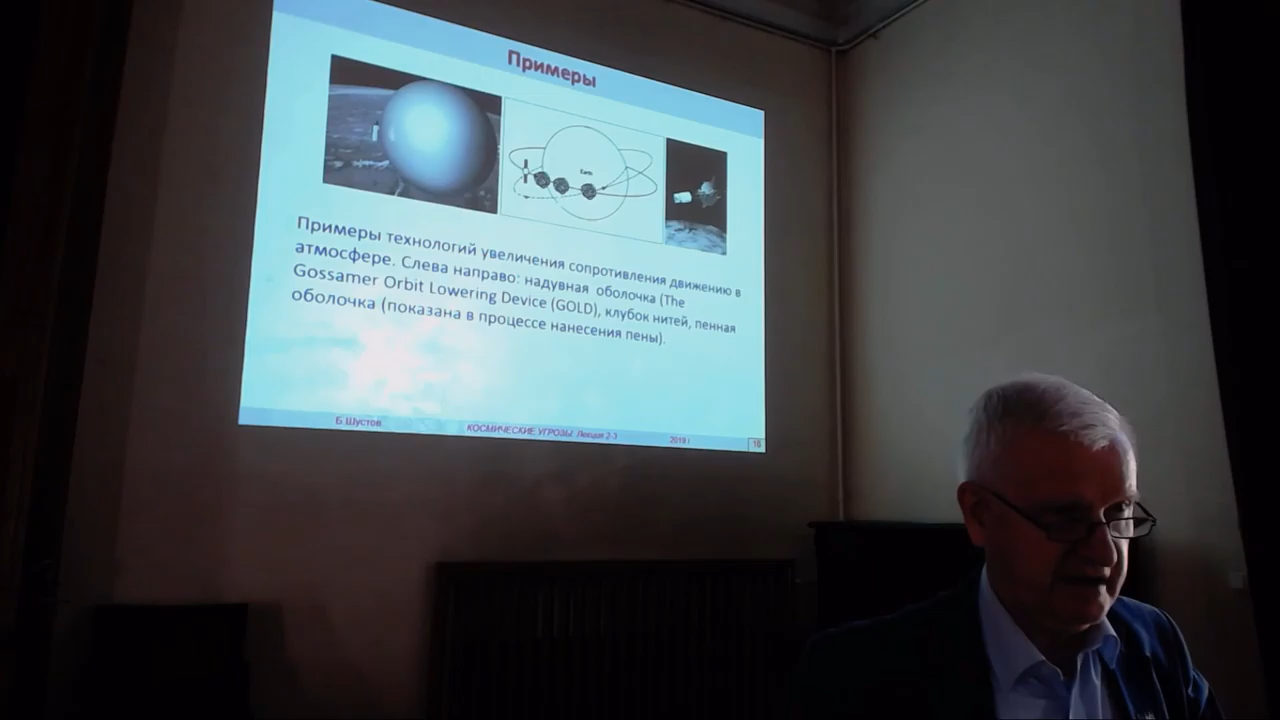 Примеры
Earth
Примеры технологий увеличения сопротивления движению в
атмосфере. Слева направо: надувная оболочка (The
Gossamer Orbit Lowering Device (GOLD), клубок нитей, пенная
оболочка (показана в процессе нанесения пены).
Б.Шустов
КОСМИЧЕСКИЕ УГРОЗЫ Лекция 2-3
2019 г
16